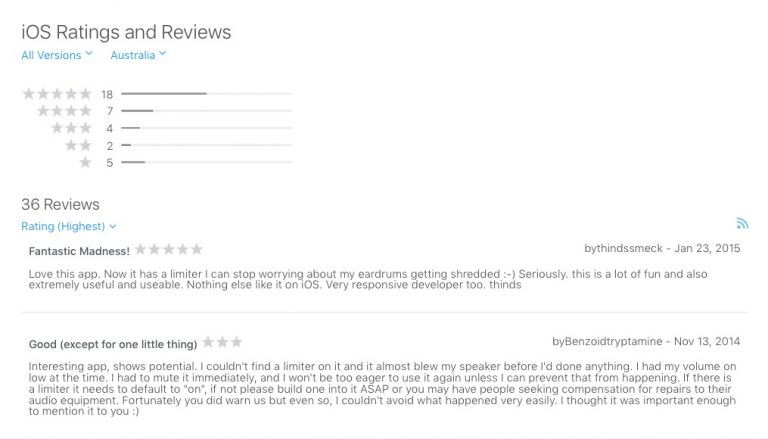 iOS Ratings and Reviews
All Versions Australia
18
7
4
2
5
36 Reviews
Rating (Highest)
Fantastic Madness! bythindssmeck - Jan 23, 2015
Love this app. Now it has a limiter I can stop worrying about my eardrums getting shredded :-) Seriously. this is a lot of fun and also
extremely useful and useable. Nothing else like it on iOS. Very responsive developer too. thinds
Good (except for one little thing) byBenzoidtryptamine - Nov 13, 2014
Interesting app, shows potential. I couldn't find a limiter on it and it almost blew my speaker before I'd done anything. I had my volume on
low at the time. I had to mute it immediately, and I won't be too eager to use it again unless I can prevent that from happening. If there is
a limiter it needs to default to "on", if not please build one into it ASAP or you may have people seeking compensation for repairs to their
audio equipment. Fortunately you did warn us but even so, I couldn't avoid what happened very easily. I thought it was important enough
to mention it to you :)